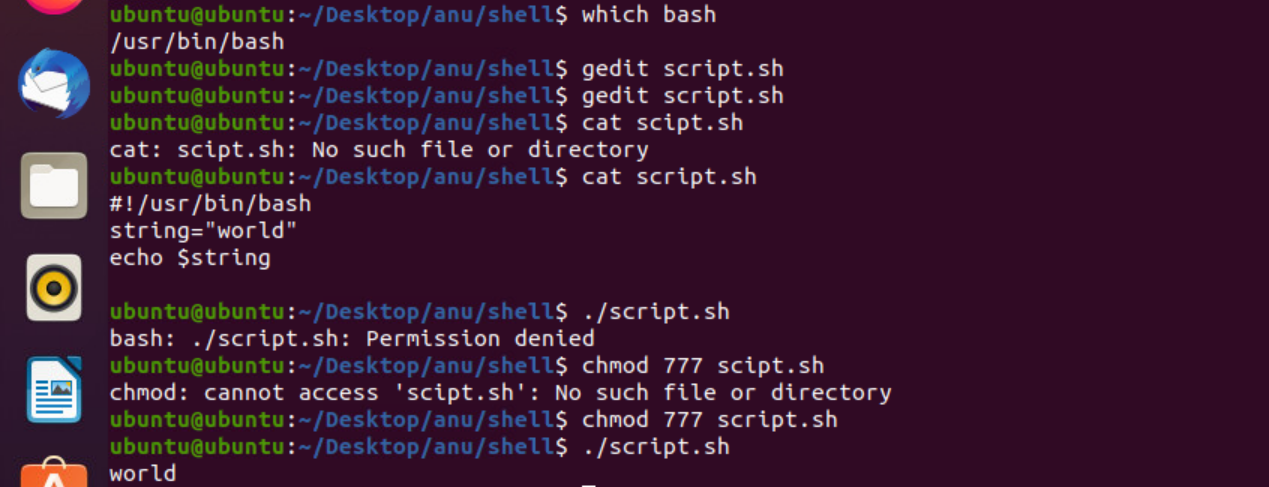 ubuntu@ubuntu:~/Desktop/anu/shell$ which bash
/usr/bin/bash
ubuntu@ubuntu:~/Desktop/anu/shell$ gedit script.sh
ubuntu@ubuntu:~/Desktop/anu/shell$ gedit script.sh
ubuntu@ubuntu:~/Desktop/anu/shell$ cat scipt.sh
cat: scipt.sh: No such file or directory
ubuntu@ubuntu:~/Desktop/anu/shell$ cat script.sh
#!/usr/bin/bash
string="world"
echo $string

ubuntu@ubuntu:~/Desktop/anu/shell$ ./script.sh
bash: ./script.sh: Permission denied
ubuntu@ubuntu:~/Desktop/anu/shell$ chmod 777 scipt.sh
chmod: cannot access 'scipt.sh': No such file or directory
ubuntu@ubuntu:~/Desktop/anu/shell$ chmod 777 script.sh
ubuntu@ubuntu:~/Desktop/anu/shell$ ./script.sh
world